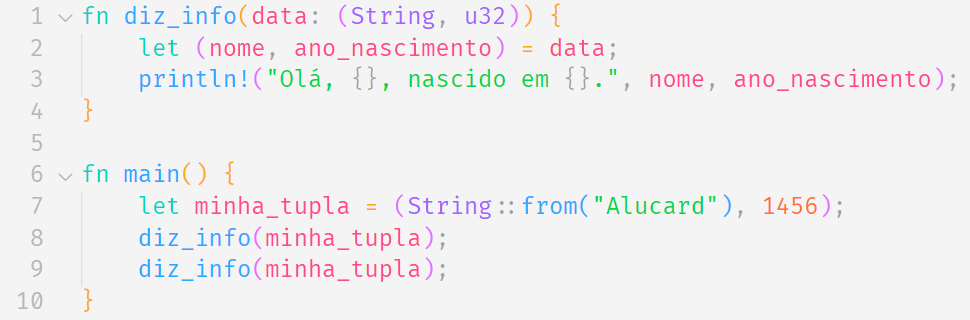 1 fn diz_info(data: (String, u32)) {
2     let (nome, ano_nascimento) = data;
3     println!("Olá, {}, nascido em {}.", nome, ano_nascimento);
4 }
5
6 fn main() {
7     let minha_tupla = (String::from("Alucard"), 1456);
8     diz_info(minha_tupla);
9     diz_info(minha_tupla);
10 }